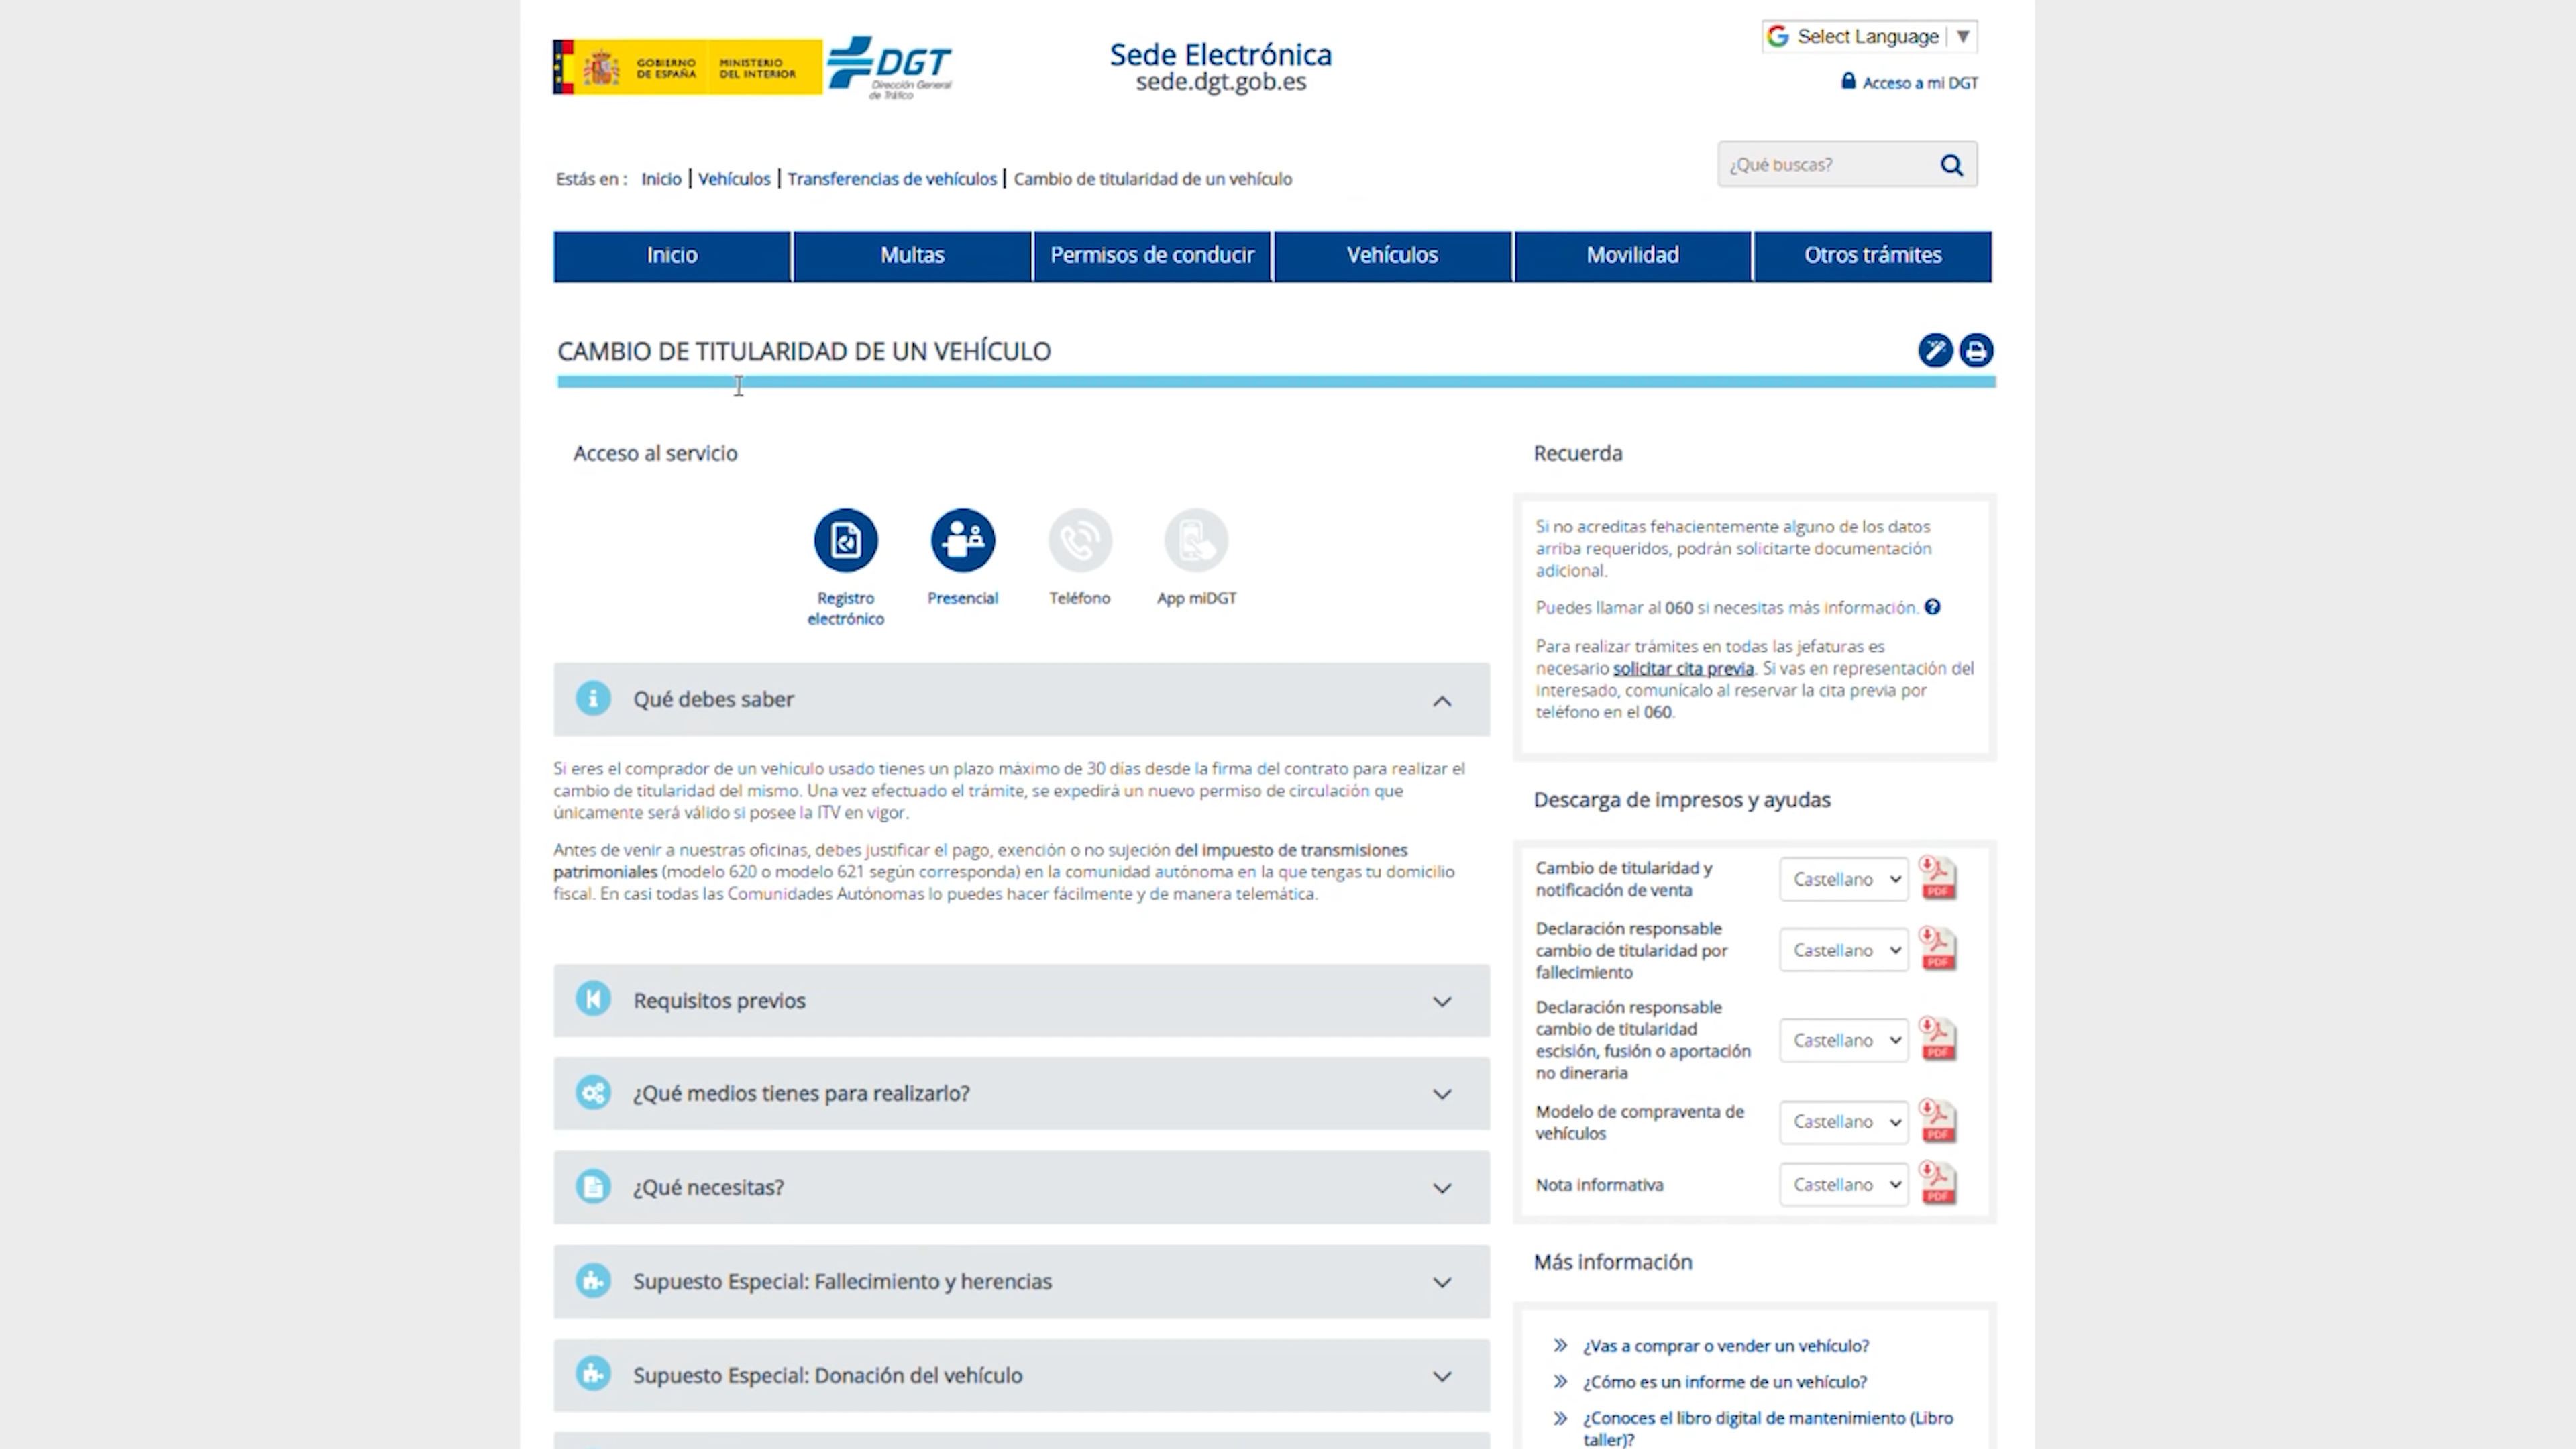 GOBIERNO
DE ESPAÑA
MINISTERIO
DEL INTERIOR
DGT
Dirección General
de Tráfico
Sede Electrónica
sede.dgt.gob.es
Select Language
Acceso a mi DGT
¿Qué buscas?
Estás en : Inicio | Vehículos | Transferencias de vehículos | Cambio de titularidad de un vehículo
Inicio
Multas
Permisos de conducir
Vehículos
Movilidad
Otros trámites
CAMBIO DE TITULARIDAD DE UN VEHÍCULO
Acceso al servicio
Registro
electrónico
Presencial
Teléfono
App miDGT
Qué debes saber
Si eres el comprador de un vehículo usado tienes un plazo máximo de 30 días desde la firma del contrato para realizar el
cambio de titularidad del mismo. Una vez efectuado el trámite, se expedirá un nuevo permiso de circulación que
únicamente será válido si posee la ITV en vigor.
Antes de venir a nuestras oficinas, debes justificar el pago, exención o no sujeción del impuesto de transmisiones
patrimoniales (modelo 620 o modelo 621 según corresponda) en la comunidad autónoma en la que tengas tu domicilio
fiscal. En casi todas las Comunidades Autónomas lo puedes hacer fácilmente y de manera telemática.
Requisitos previos
¿Qué medios tienes para realizarlo?
¿Qué necesitas?
Supuesto Especial: Fallecimiento y herencias
Supuesto Especial: Donación del vehículo
Recuerda
Si no acreditas fehacientemente alguno de los datos
arriba requeridos, podrán solicitarte documentación
adicional.
Puedes llamar al 060 si necesitas más información.
Para realizar trámites en todas las jefaturas es
necesario solicitar cita previa. Si vas en representación del
interesado, comunícalo al reservar la cita previa por
teléfono en el 060.
Descarga de impresos y ayudas
Cambio de titularidad y
notificación de venta
Castellano
PDF
Declaración responsable
cambio de titularidad por
fallecimiento
Castellano
PDF
Declaración responsable
cambio de titularidad
escisión, fusión o aportación
no dineraria
Castellano
PDF
Modelo de compraventa de
vehículos
Castellano
PDF
Nota informativa
Castellano
PDF
Más información
¿Vas a comprar o vender un vehículo?
¿Cómo es un informe de un vehículo?
¿Conoces el libro digital de mantenimiento (Libro
taller)?